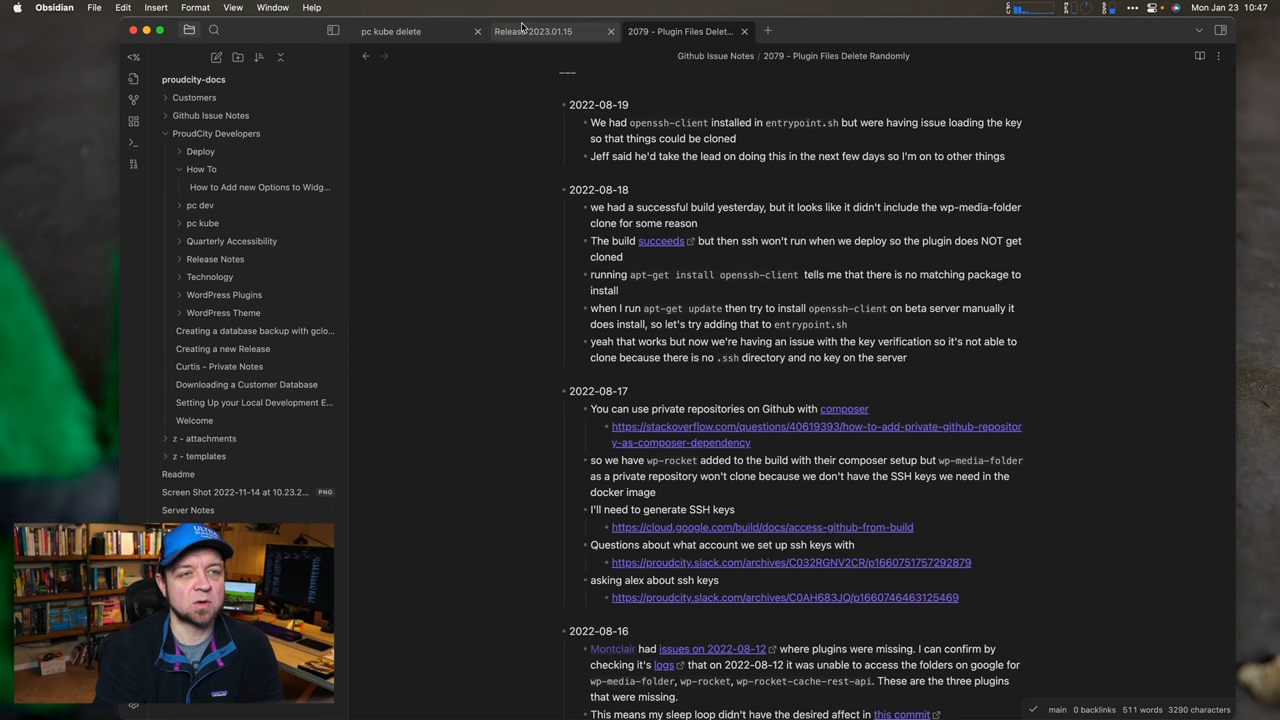 Obsidian File Edit Insert Format View Window Help Mon Jan 23 10:47
pc kube delete Release 2023.01.15 2079 - Plugin Files Delet...
Github Issue Notes / 2079 - Plugin Files Delete Randomly
proudcity-docs
Customers
Github Issue Notes
ProudCity Developers
Deploy
How To
How to Add new Options to Widg...
pc dev
pc kube
Quarterly Accessibility
Release Notes
Technology
WordPress Plugins
WordPress Theme
Creating a database backup with gclo...
Creating a new Release
Curtis - Private Notes
Downloading a Customer Database
Setting Up your Local Development E...
Welcome
z - attachments
z - templates
Readme
Screen Shot 2022-11-14 at 10.23.2... PNG
Server Notes
2022-08-19
We had openssh-client installed in entrypoint.sh but were having issue loading the key
so that things could be cloned
Jeff said he'd take the lead on doing this in the next few days so I'm on to other things
2022-08-18
we had a successful build yesterday, but it looks like it didn't include the wp-media-folder
clone for some reason
The build succeeds but then ssh won't run when we deploy so the plugin does NOT get
cloned
running apt-get install openssh-client tells me that there is no matching package to
install
when I run apt-get update then try to install openssh-client on beta server manually it
does install, so let's try adding that to entrypoint.sh
yeah that works but now we're having an issue with the key verification so it's not able to
clone because there is no .ssh directory and no key on the server
2022-08-17
You can use private repositories on Github with composer
https://stackoverflow.com/questions/40619393/how-to-add-private-github-repositor
y-as-composer-dependency
so we have wp-rocket added to the build with their composer setup but wp-media-folder
as a private repository won't clone because we don't have the SSH keys we need in the
docker image
I'll need to generate SSH keys
https://cloud.google.com/build/docs/access-github-from-build
Questions about what account we set up ssh keys with
https://proudcity.slack.com/archives/C032RGNV2CR/p1660751757292879
asking alex about ssh keys
https://proudcity.slack.com/archives/C0AH683JQ/p1660746463125469
2022-08-16
Montclair had issues on 2022-08-12 where plugins were missing. I can confirm by
checking it's logs that on 2022-08-12 it was unable to access the folders on google for
wp-media-folder, wp-rocket, wp-rocket-cache-rest-api. These are the three plugins
that were missing.
This means my sleep loop didn't have the desired affect in this commit
main 0 backlinks 511 words 3290 characters